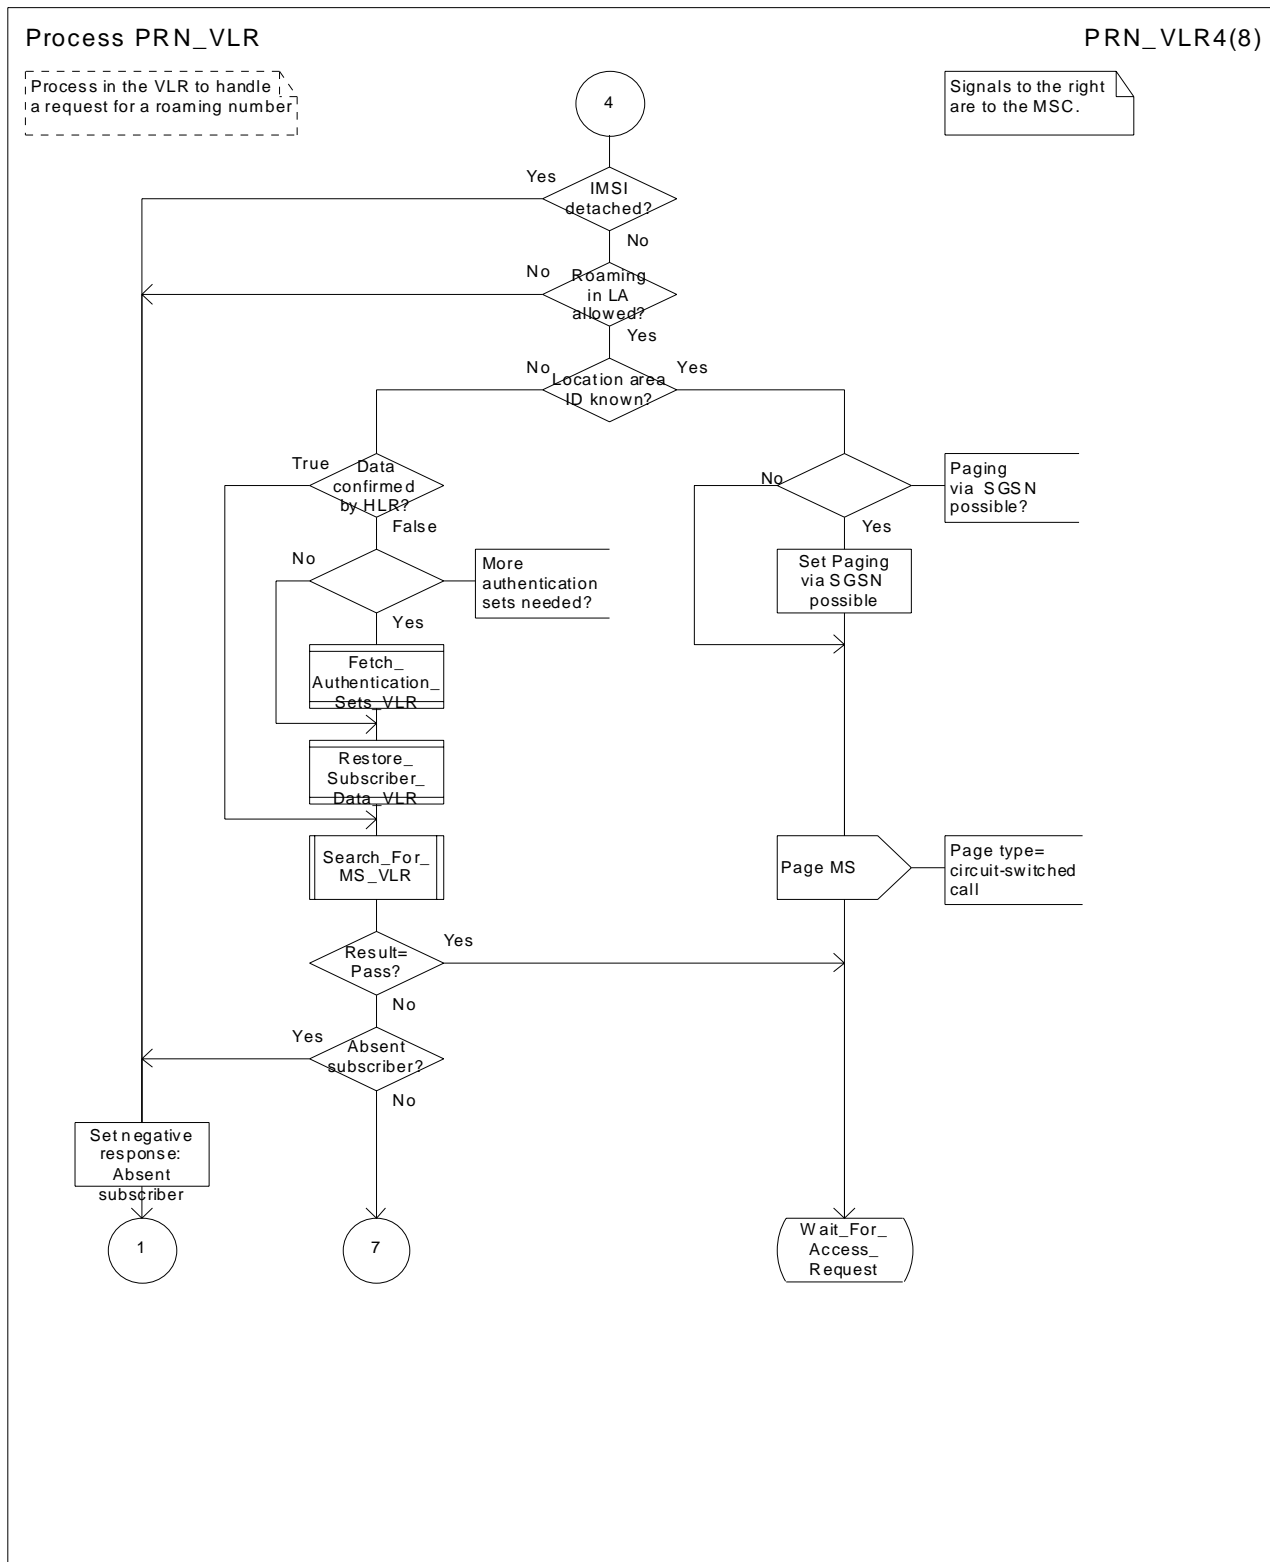 Process PRN_VLR
PRN_VLR4(8)
Process in the VLR to handle
a request for a roaming number
4
Signals to the right
are to the MSC.
Yes
IMSI
detached?
No
No
Roaming
in LA
allowed?
Yes
No
Location area
ID known?
Yes
True
Data
confirmed
by HLR?
False
No
Paging
via SGSN
possible?
Yes
No
More
authentication
sets needed?
Yes
Set Paging
via SGSN
possible
Fetch_
Authentication_
Sets_VLR
Restore_
Subscriber_
Data_VLR
Search_For_
MS_VLR
Page MS
Page type=
circuit-switched
call
Result=
Pass?
Yes
No
Yes
Absent
subscriber?
No
Set negative
response:
Absent
subscriber
1
7
Wait_For_
Access_
Request